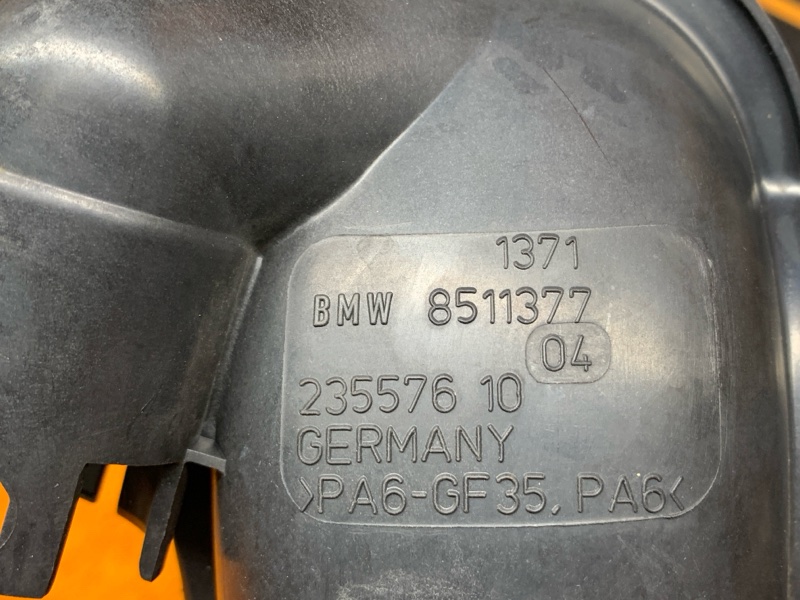 1371
BMW 8511377
04
235576 10
GERMANY
>PA6-GF35, PA6<